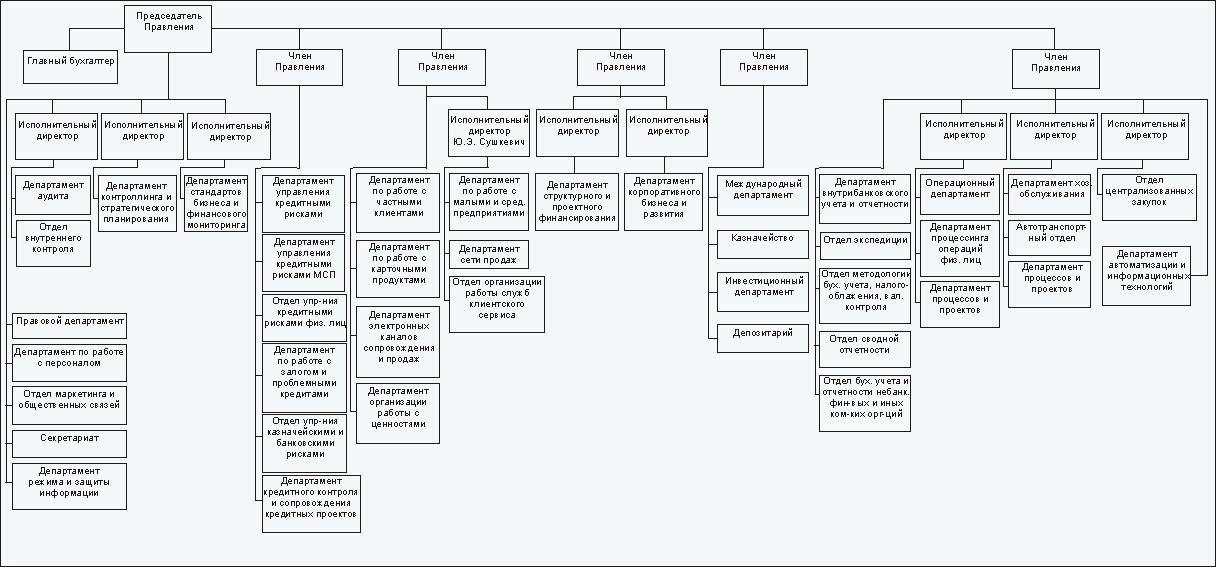 Председатель
Правления
Главный бухгалтер
Член
Правления
Член
Правления
Член
Правления
Член
Правления
Член
Правления
Исполнительный
директор
Исполнительный
директор
Исполнительный
директор
Исполнительный
директор
Ю.Э. Сушкевич
Исполнительный
директор
Исполнительный
директор
Исполнительный
директор
Исполнительный
директор
Исполнительный
директор
Департамент
аудита
Отдел
внутреннего
контроля
Департамент
контроллинга и
стратегического
планирования
Департамент
стандартов
бизнеса и
финансового
мониторинга
Правовой департамент
Департамент по работе
с персоналом
Отдел маркетинга и
общественных связей
Секретариат
Департамент
режима и защиты
информации
Департамент
управления
кредитными
рисками
Департамент
управления
кредитными
рисками МСП
Отдел упр-ния
кредитными
рисками физ. лиц
Департамент
по работе с
залогом и
проблемными
кредитами
Отдел упр-ния
казначейскими и
банковскими
рисками
Департамент
кредитного контроля
и сопровождения
кредитных проектов
Департамент
по работе с
частными
клиентами
Департамент
по работе с
карточными
продуктами
Департамент
электронных
каналов
сопровождения
и продаж
Департамент
организации
работы с
ценностями
Департамент
по работе с
малыми и сред.
предприятиями
Департамент
сети продаж
Отдел организации
работы служб
клиентского
сервиса
Департамент
структурного и
проектного
финансирования
Департамент
корпоративного
бизнеса и
развития
Международный
департамент
Казначейство
Инвестиционный
департамент
Депозитарий
Департамент
внутрибанковского
учета и отчетности
Отдел экспедиции
Отдел методологии
бух. учета, налого-
обложения, вал.
контроля
Отдел сводной
отчетности
Отдел бух. учета и
отчетности небанк.
фин-вых и иных
ком-ких орг-ций
Операционный
департамент
Департамент
процессинга
операций
физ. лиц
Департамент
процессов и
проектов
Департамент хоз.
обслуживания
Автотранспорт-
ный отдел
Департамент
процессов и
проектов
Отдел
централизованных
закупок
Департамент
автоматизации и
информационных
технологий